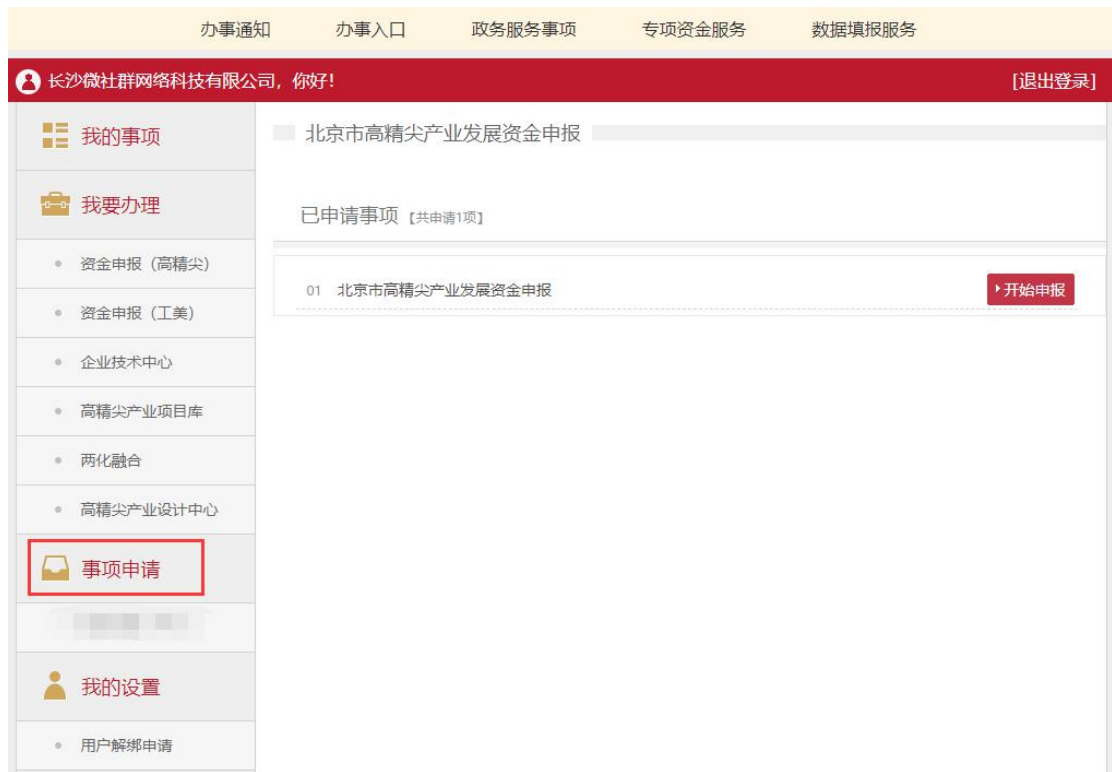 办事通知 办事入口 政务服务事项 专项资金服务 数据填报服务
长沙微社群网络科技有限公司，你好！ [退出登录]
我的事项
北京市高精尖产业发展资金申报
我要办理
已申请事项【共申请1项】
资金申报（高精尖）
01 北京市高精尖产业发展资金申报 开始申报
资金申报（工美）
企业技术中心
高精尖产业项目库
两化融合
高精尖产业设计中心
事项申请
我的设置
用户解绑申请